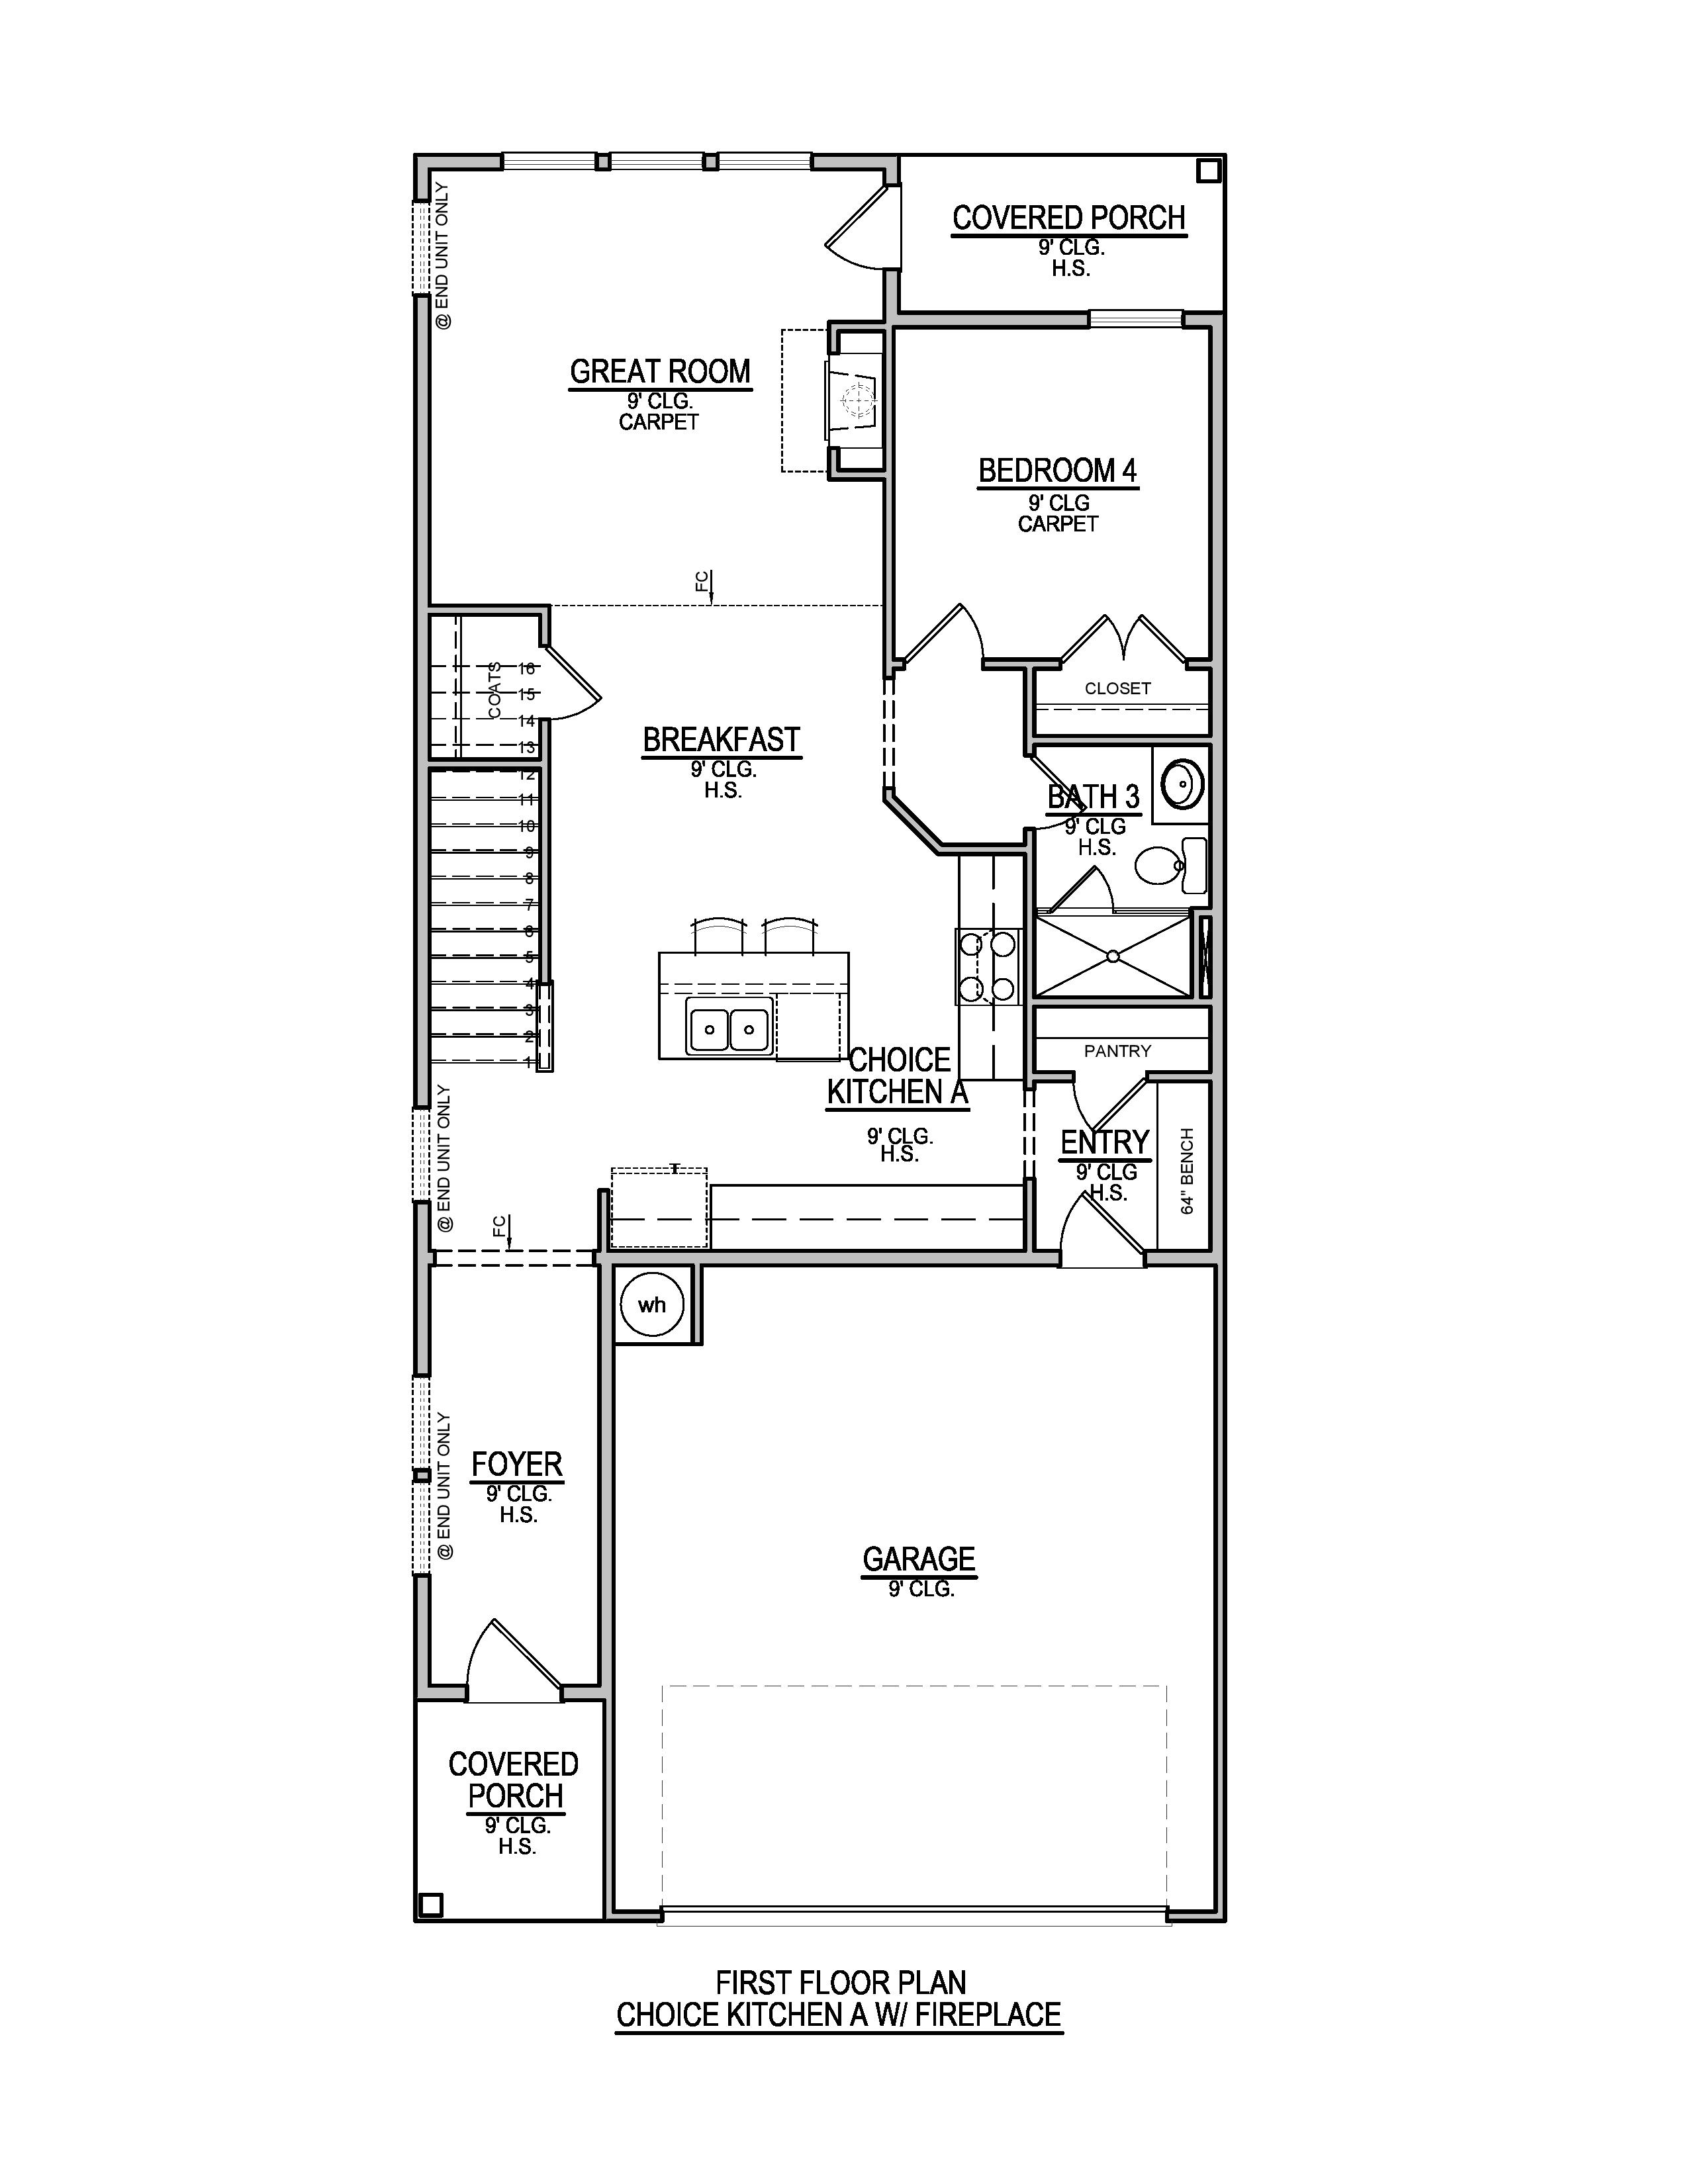 @ END UNIT ONLY
COVERED PORCH
9' CLG.
H.S.
GREAT ROOM
9' CLG.
CARPET
BEDROOM 4
9' CLG
CARPET
FC
COATS
16
15
14
13
12
11
10
9
8
7
6
5
4
3
2
1
CLOSET
BREAKFAST
9' CLG.
H.S.
BATH 3
9' CLG
H.S.
CHOICE
KITCHEN A
9' CLG.
H.S.
PANTRY
ENTRY
9' CLG
H.S.
64" BENCH
@ END UNIT ONLY
FC
wh
@ END UNIT ONLY
FOYER
9' CLG.
H.S.
GARAGE
9' CLG.
COVERED
PORCH
9' CLG.
H.S.
FIRST FLOOR PLAN
CHOICE KITCHEN A W/ FIREPLACE